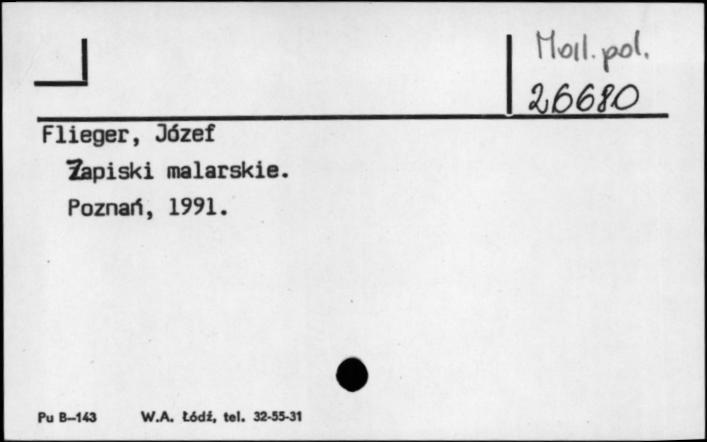 Mal. pol.
26680
Flieger, Józef
Zapiski malarskie.
Poznań, 1991.
Pu B-143 W.A. Łódź, tel. 32-55-31